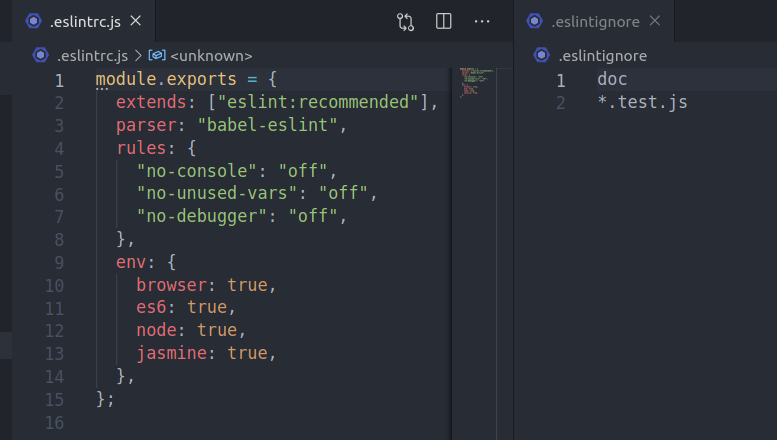 .eslintrc.js
.eslintrc.js > <unknown>
1 module.exports = {
2 extends: ["eslint:recommended"],
3 parser: "babel-eslint",
4 rules: {
5 "no-console": "off",
6 "no-unused-vars": "off",
7 "no-debugger": "off",
8 },
9 env: {
10 browser: true,
11 es6: true,
12 node: true,
13 jasmine: true,
14 },
15 };
16
.eslintignore
.eslintignore
1 doc
2 *.test.js